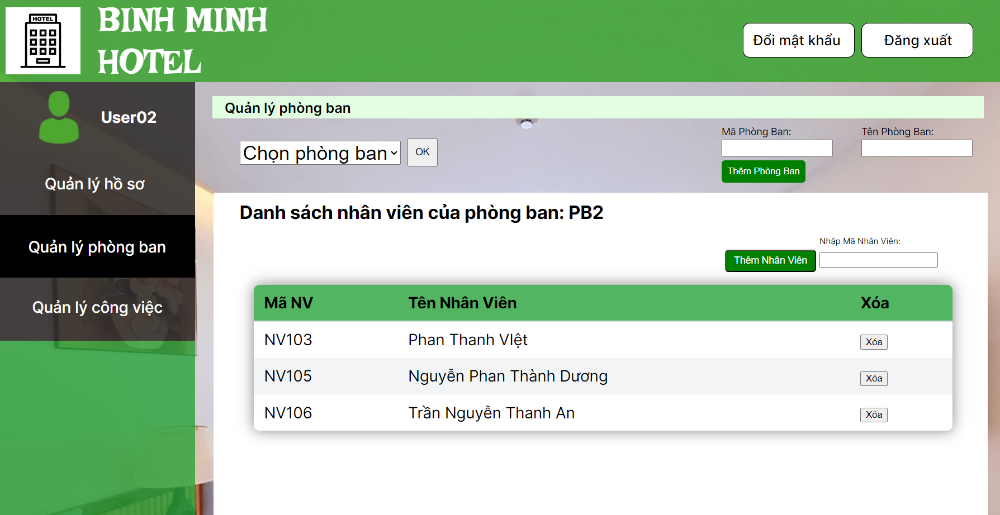 HOTEL
BINH MINH
HOTEL
Đổi mật khẩu
Đăng xuất
User02
Quản lý hồ sơ
Quản lý phòng ban
Quản lý công việc
Quản lý phòng ban
Chọn phòng ban
OK
Mã Phòng Ban:
Tên Phòng Ban:
Thêm Phòng Ban
Danh sách nhân viên của phòng ban: PB2
Nhập Mã Nhân Viên:
Thêm Nhân Viên
Mã NV Tên Nhân Viên Xóa
NV103 Phan Thanh VIệt Xóa
NV105 Nguyễn Phan Thành Dương Xóa
NV106 Trần Nguyễn Thanh An Xóa